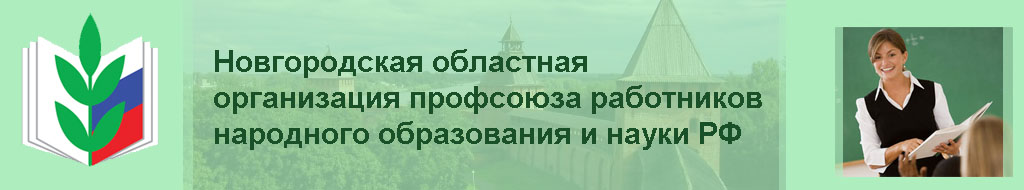 Новгородская областная
организация профсоюза работников
народного образования и науки РФ